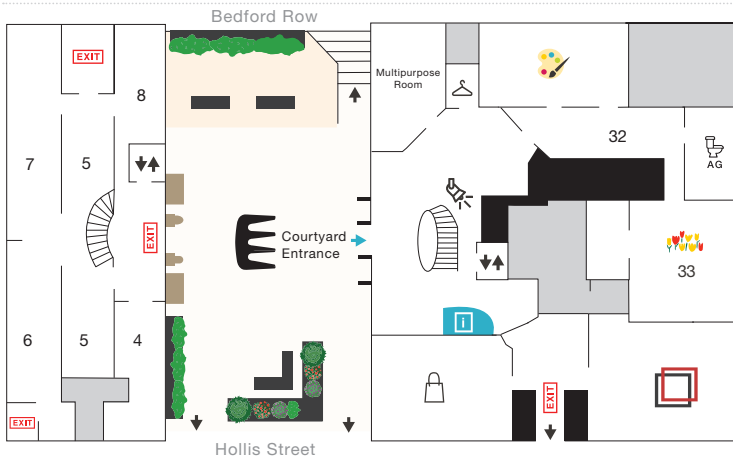 Bedford Row
EXIT
8
Multipurpose
Room
32
AG
7
5
EXIT
Courtyard
Entrance
33
i
6
5
4
EXIT
EXIT
Hollis Street